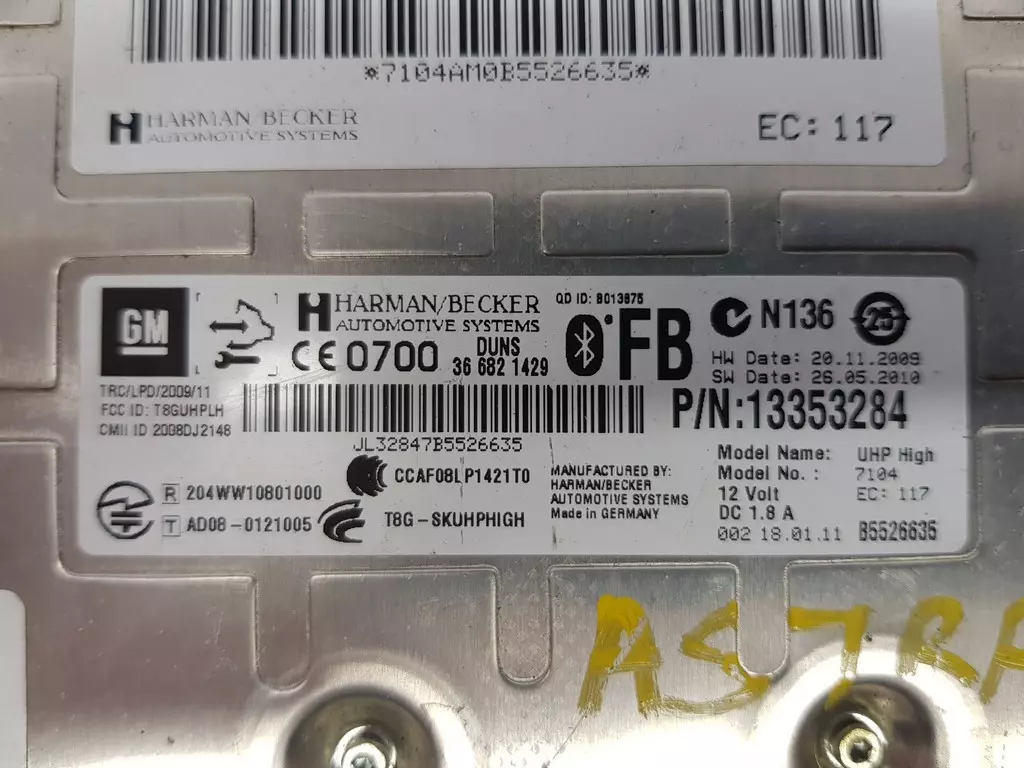 *7104AM0B5526635*
HARMAN/BECKER
AUTOMOTIVE SYSTEMS
EC: 117
GM
HARMAN/BECKER
AUTOMOTIVE SYSTEMS
QD ID: B013875
CE 0700
DUNS
36 682 1429
FB
N136
25
HW Date: 20.11.2009
SW Date: 26.05.2010
TRC/LPD/2009/11
FCC ID: T8GUHPLH
CMII ID 2008DJ2148
P/N:13353284
JL32847B5526635
CCAF08LP1421T0
R 204WW10801000
T AD08-0121005
T8G-SKUHPHIGH
MANUFACTURED BY:
HARMAN/BECKER
AUTOMOTIVE SYSTEMS
Made in GERMANY
Model Name: UHP High
Model No.: 7104
12 Volt EC: 117
DC 1.8 A
002 18.01.11 B5526635
ASTRA